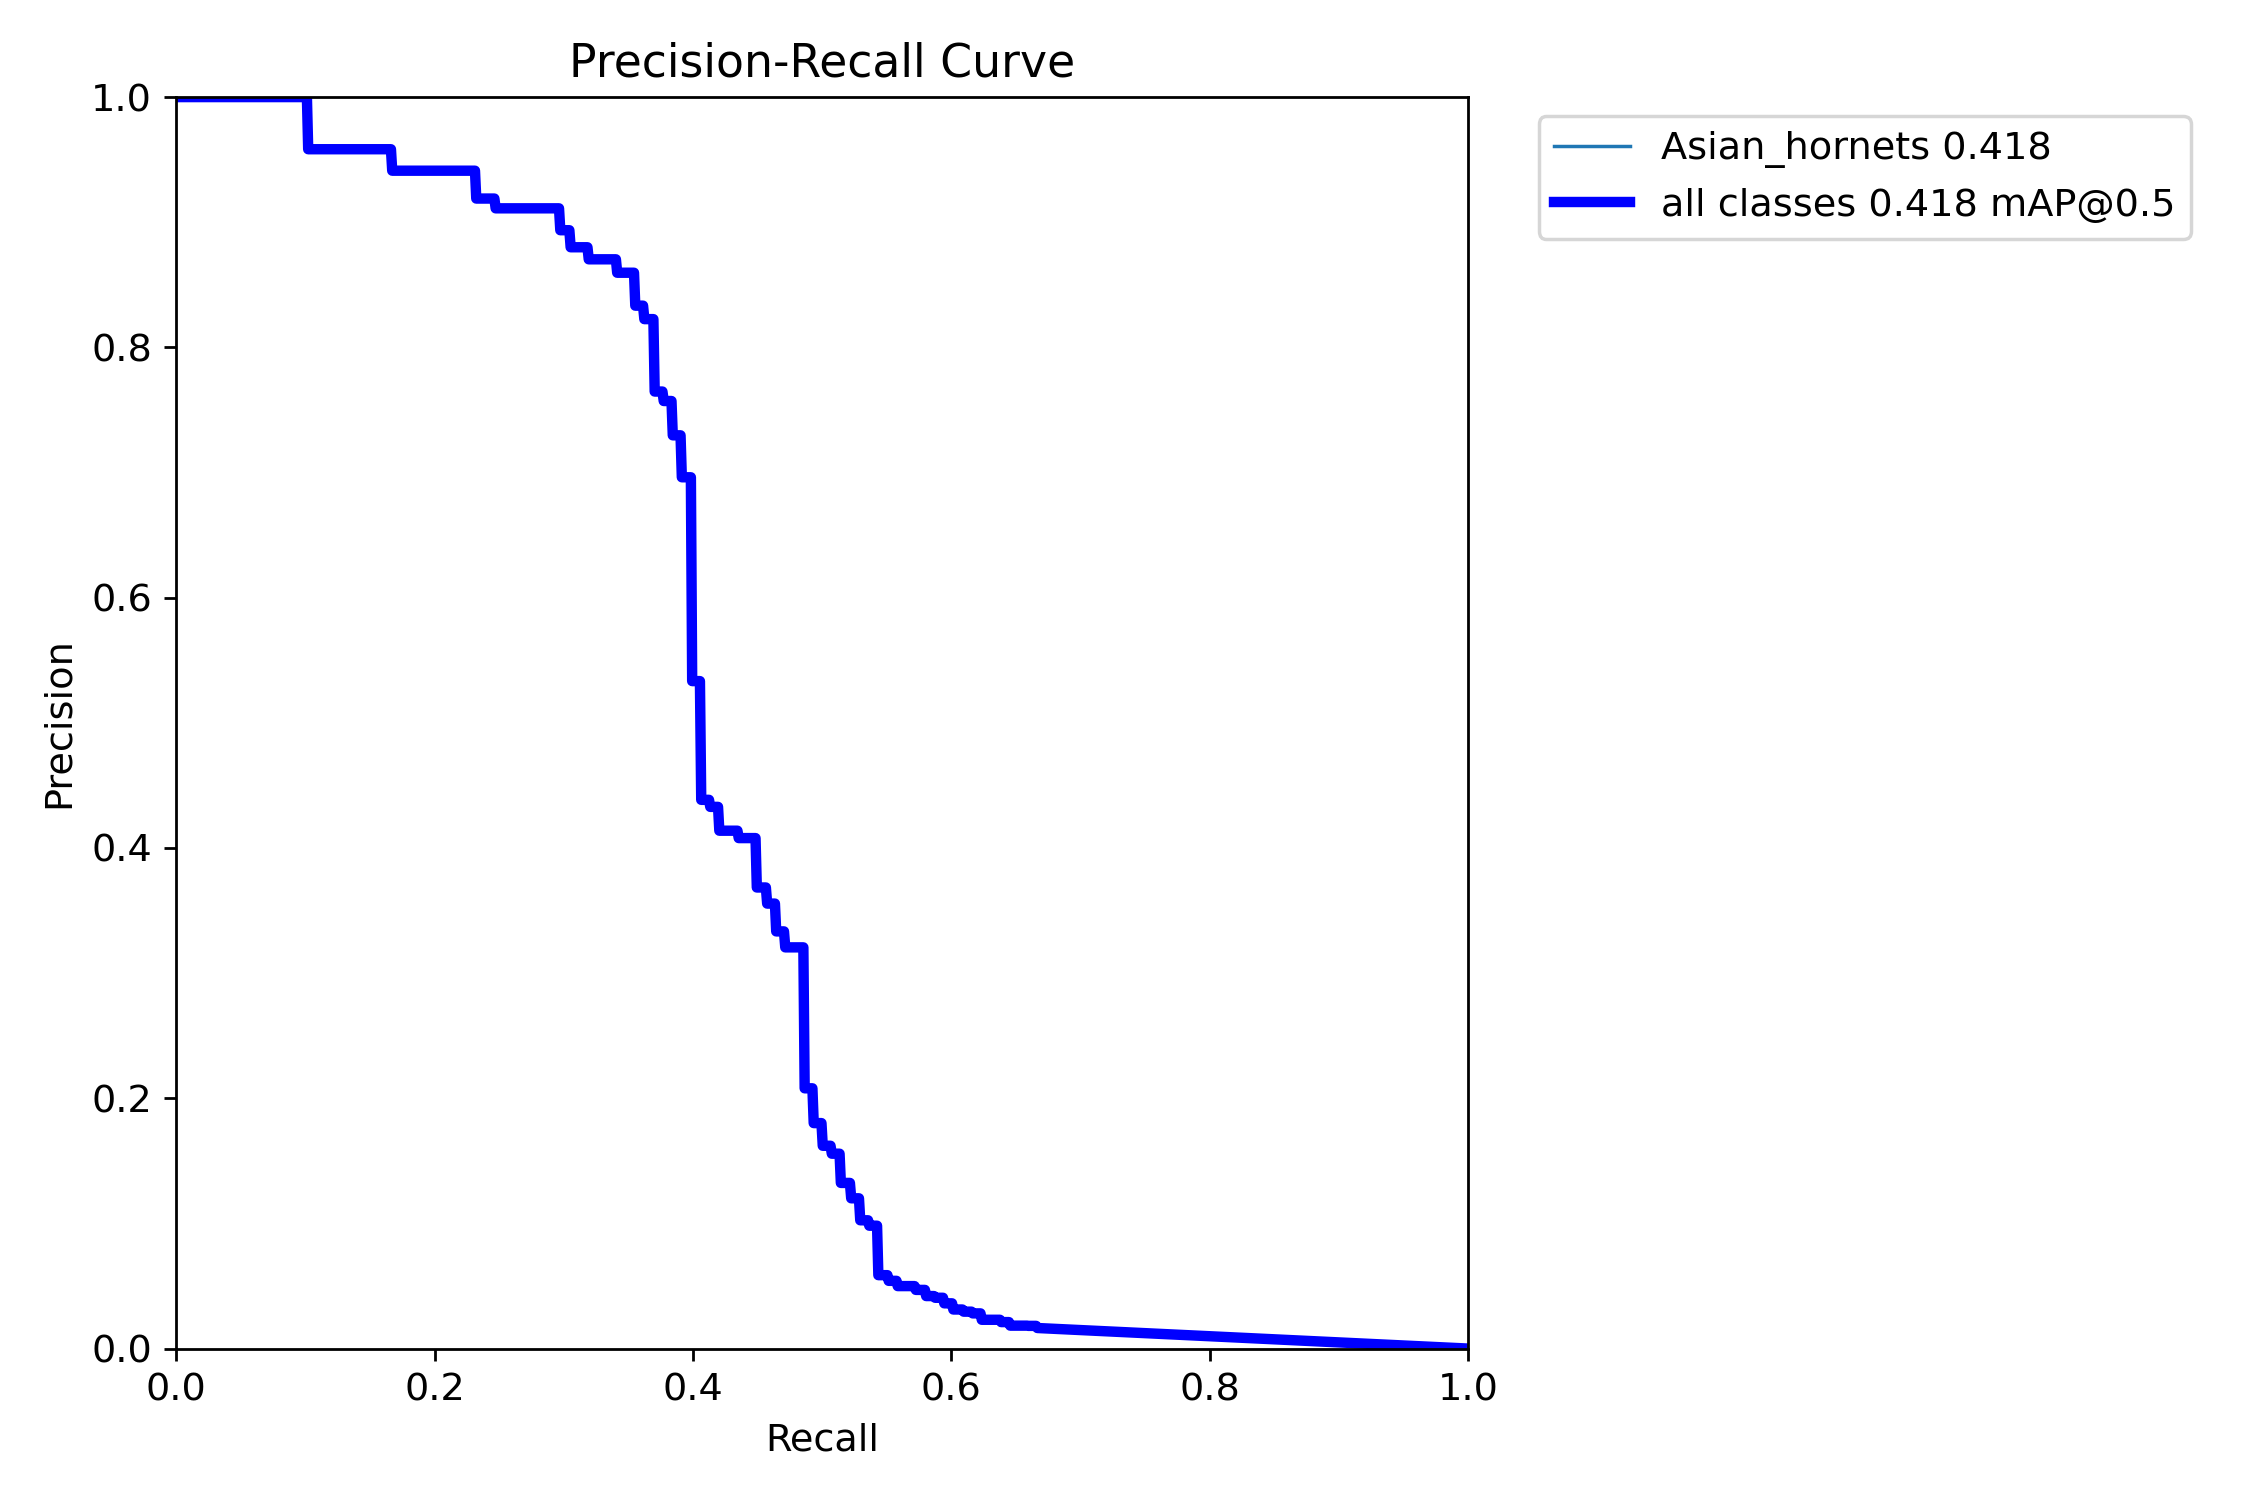 Precision-Recall Curve
1.0
0.8
0.6
0.4
0.2
0.0
Precision
0.0 0.2 0.4 0.6 0.8 1.0
Recall
Asian_hornets 0.418
all classes 0.418 mAP@0.5